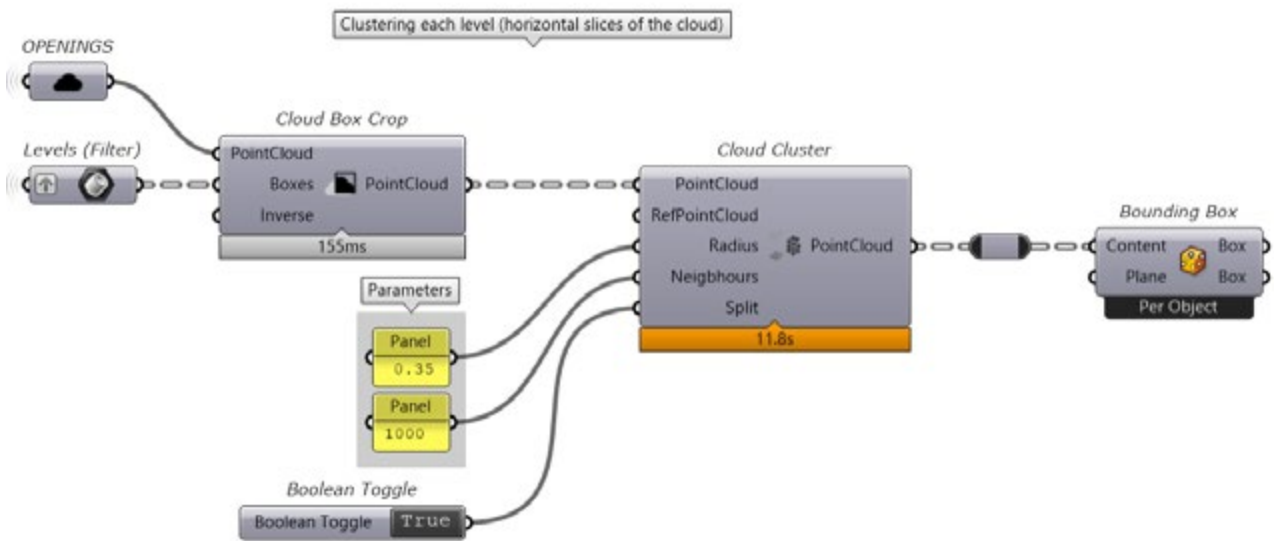 Clustering each level (horizontal slices of the cloud)
OPENINGS
Levels (Filter)
Cloud Box Crop
PointCloud
Boxes
PointCloud
Inverse
155ms
Parameters
Panel
0.35
Panel
1000
Boolean Toggle
Boolean Toggle
True
Cloud Cluster
PointCloud
RefPointCloud
Radius
PointCloud
Neigbhours
Split
11.8s
Bounding Box
Content
Box
Plane
Box
Per Object